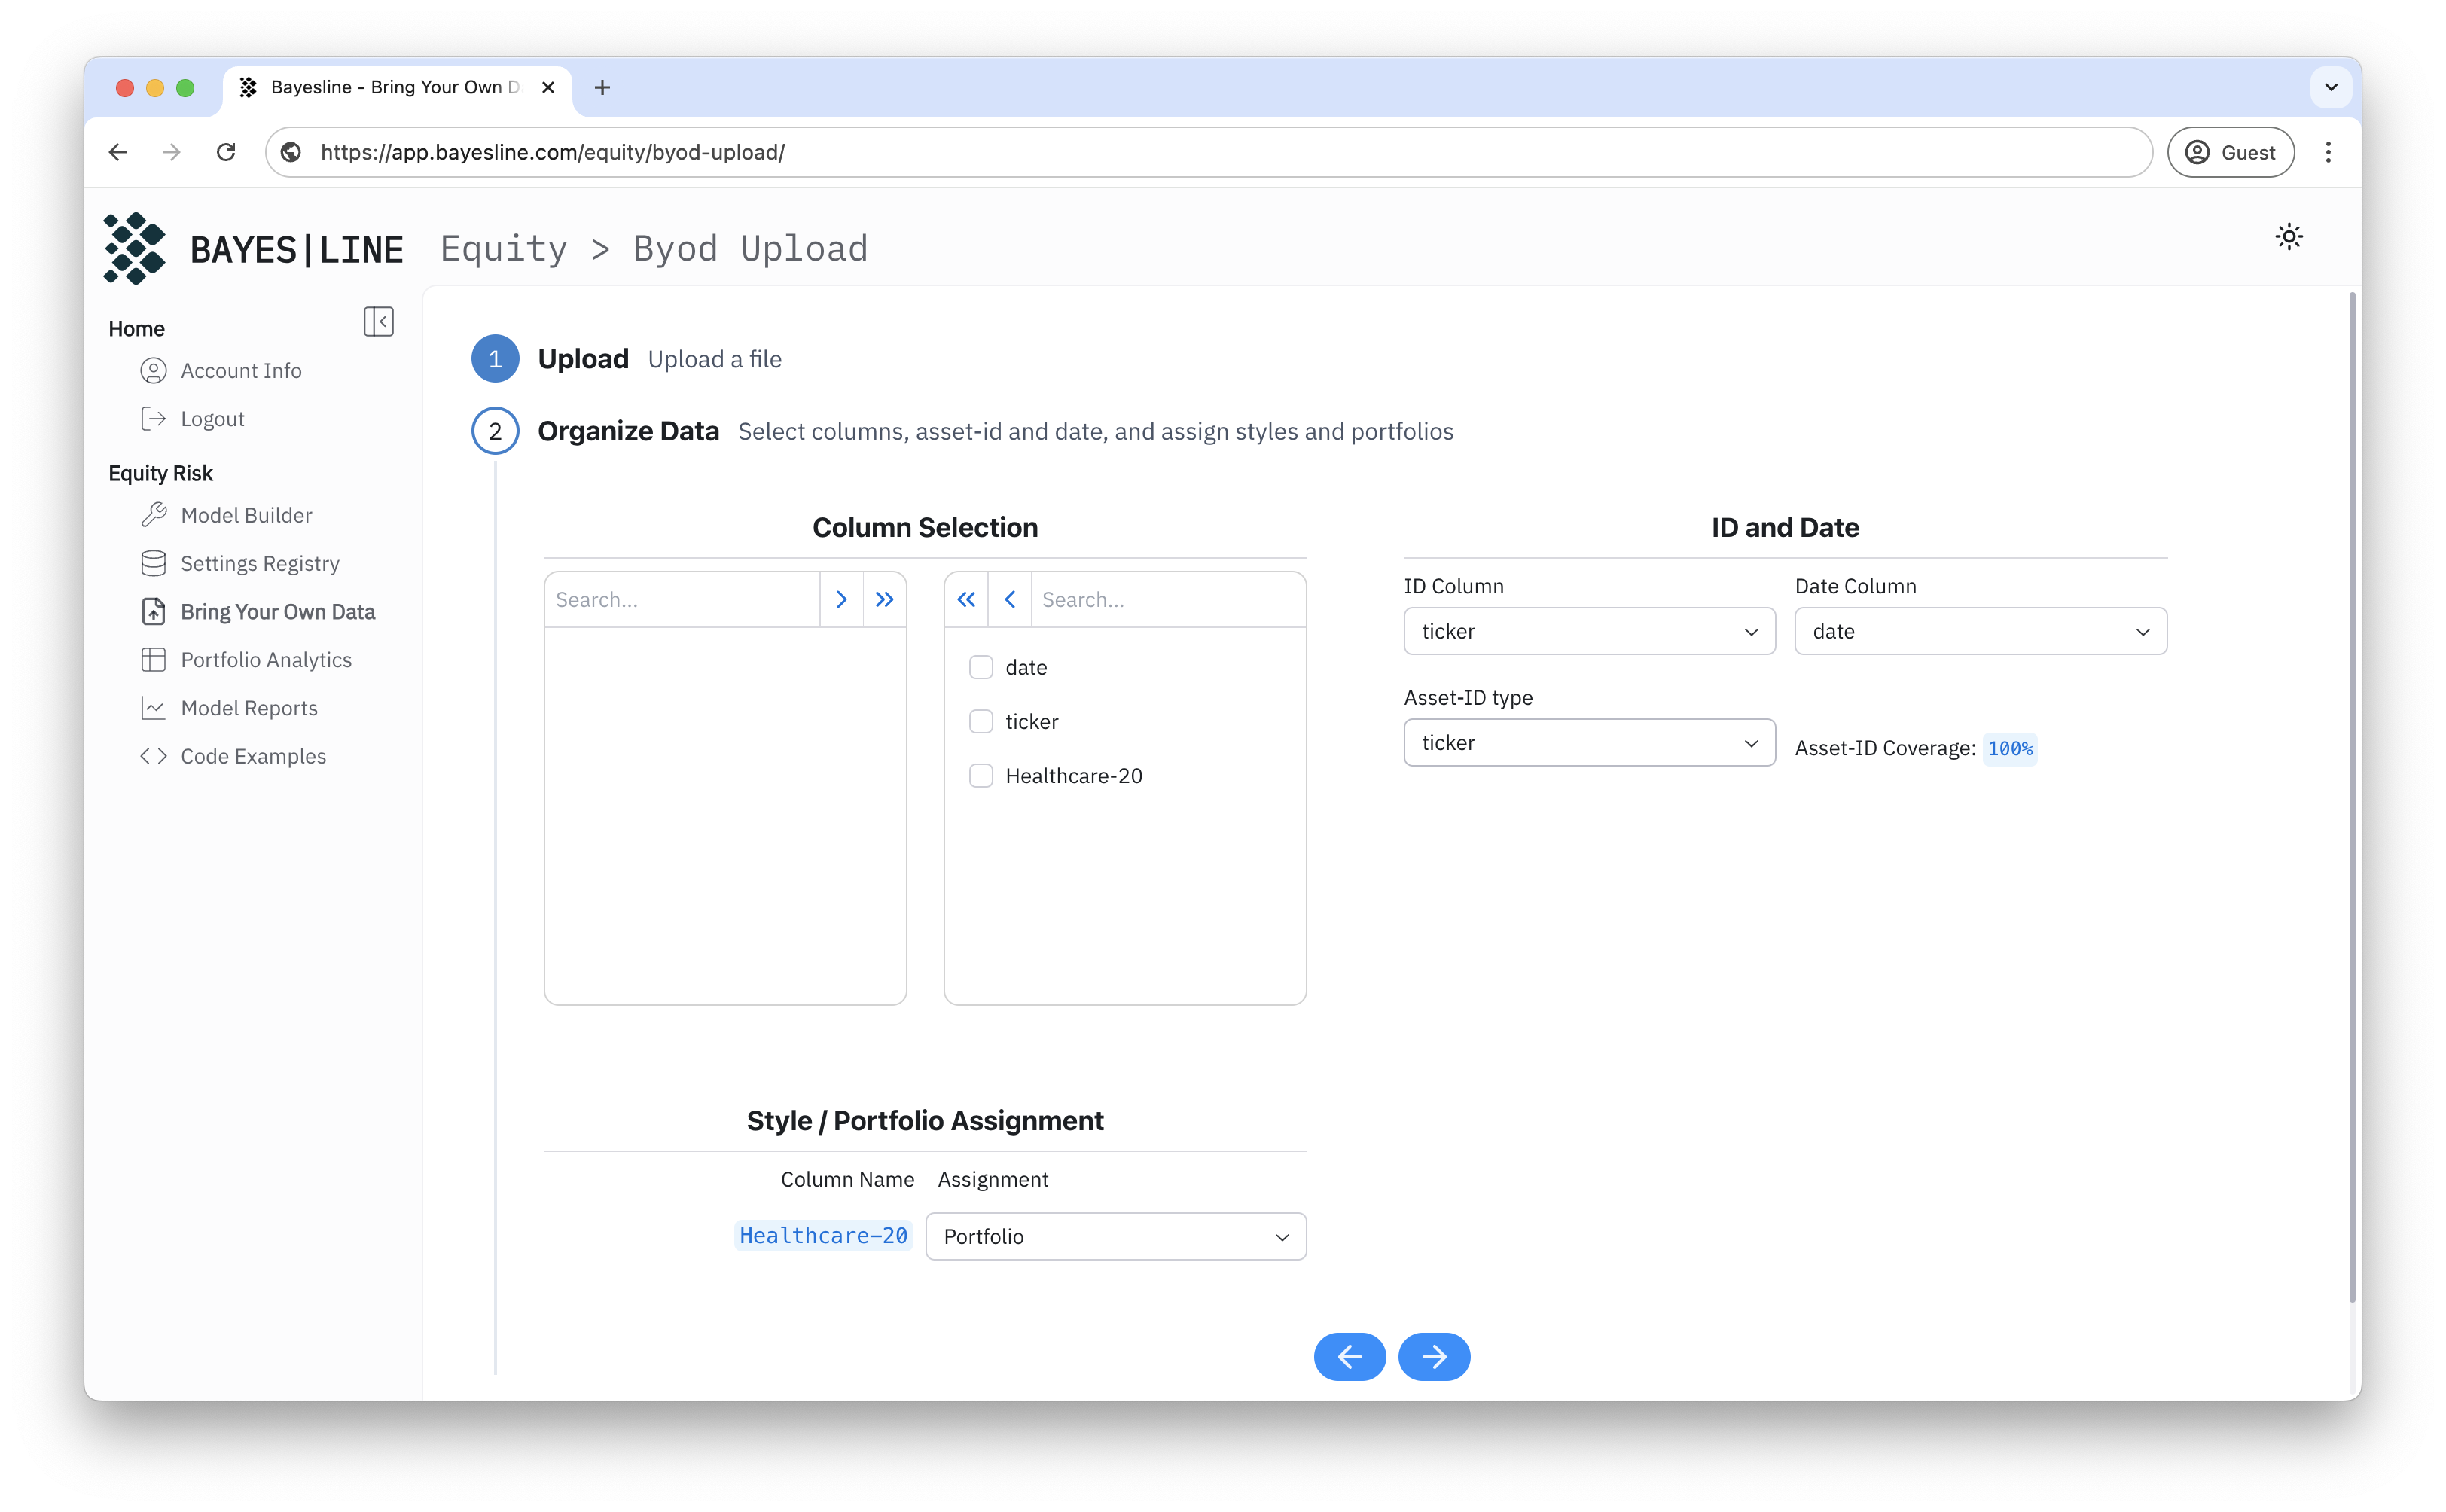 Bayesline - Bring Your Own D
https://app.bayesline.com/equity/byod-upload/
Guest
BAYES|LINE
Equity > Byod Upload
Home
Account Info
Logout
Equity Risk
Model Builder
Settings Registry
Bring Your Own Data
Portfolio Analytics
Model Reports
Code Examples
1 Upload Upload a file
2 Organize Data Select columns, asset-id and date, and assign styles and portfolios
Column Selection
Search...
Search...
date
ticker
Healthcare-20
ID and Date
ID Column
Date Column
ticker
date
Asset-ID type
ticker
Asset-ID Coverage: 100%
Style / Portfolio Assignment
Column Name Assignment
Healthcare-20 Portfolio